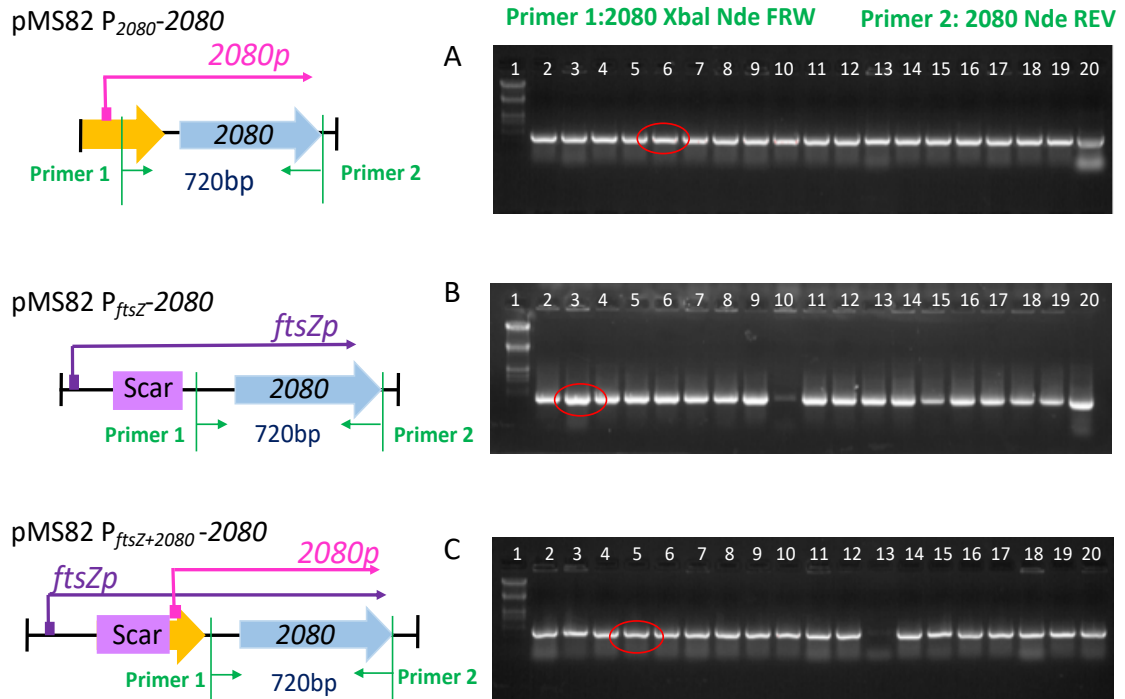 pMS82 P2080-2080
2080p
2080
Primer 1
720bp
Primer 2
Primer 1:2080 XbaI Nde FRW
Primer 2: 2080 Nde REV
A
1 2 3 4 5 6 7 8 9 10 11 12 13 14 15 16 17 18 19 20
pMS82 PftsZ-2080
ftsZp
Scar
2080
Primer 1
720bp
Primer 2
B
1 2 3 4 5 6 7 8 9 10 11 12 13 14 15 16 17 18 19 20
pMS82 PftsZ+2080 -2080
2080p
ftsZp
Scar
2080
Primer 1
720bp
Primer 2
C
1 2 3 4 5 6 7 8 9 10 11 12 13 14 15 16 17 18 19 20